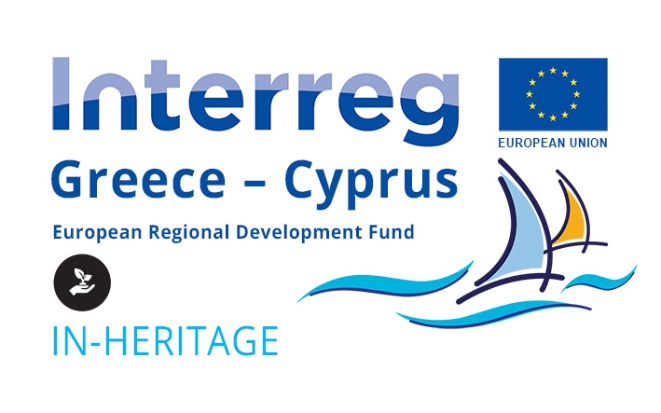 Interreg
EUROPEAN UNION
Greece – Cyprus
European Regional Development Fund
IN-HERITAGE